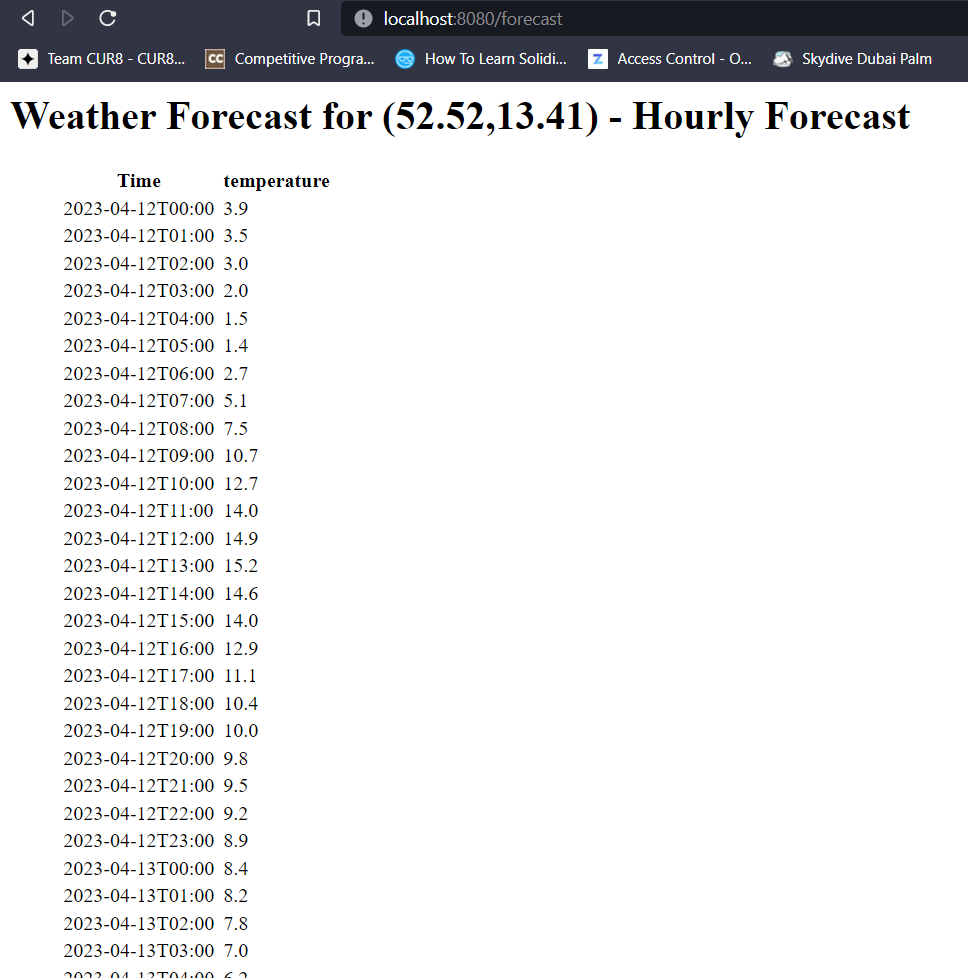 localhost:8080/forecast
Team CUR8 - CUR8... CC Competitive Progra... How To Learn Solidi... Z Access Control - O... Skydive Dubai Palm
Weather Forecast for (52.52,13.41) - Hourly Forecast
Time temperature
2023-04-12T00:00 3.9
2023-04-12T01:00 3.5
2023-04-12T02:00 3.0
2023-04-12T03:00 2.0
2023-04-12T04:00 1.5
2023-04-12T05:00 1.4
2023-04-12T06:00 2.7
2023-04-12T07:00 5.1
2023-04-12T08:00 7.5
2023-04-12T09:00 10.7
2023-04-12T10:00 12.7
2023-04-12T11:00 14.0
2023-04-12T12:00 14.9
2023-04-12T13:00 15.2
2023-04-12T14:00 14.6
2023-04-12T15:00 14.0
2023-04-12T16:00 12.9
2023-04-12T17:00 11.1
2023-04-12T18:00 10.4
2023-04-12T19:00 10.0
2023-04-12T20:00 9.8
2023-04-12T21:00 9.5
2023-04-12T22:00 9.2
2023-04-12T23:00 8.9
2023-04-13T00:00 8.4
2023-04-13T01:00 8.2
2023-04-13T02:00 7.8
2023-04-13T03:00 7.0
2023-04-13T04:00 6.2